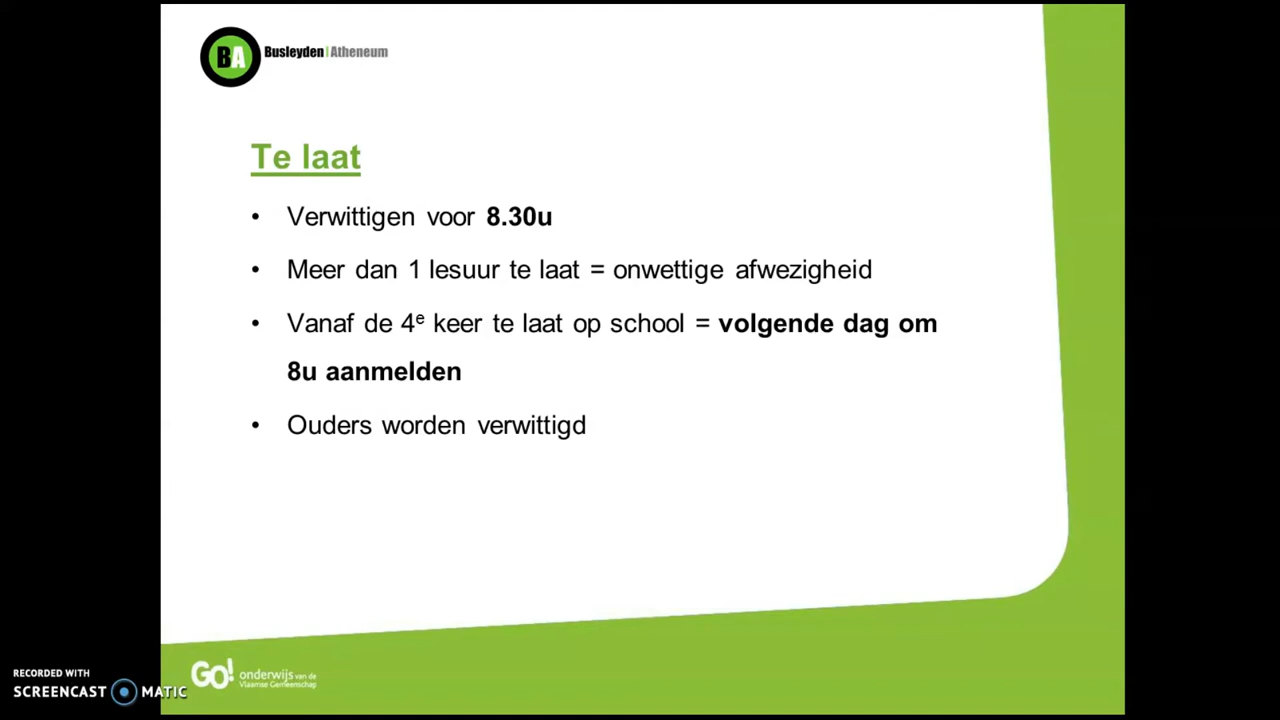 BA Busleyden|Atheneum
Te laat
• Verwittigen voor 8.30u
• Meer dan 1 lesuur te laat = onwettige afwezigheid
• Vanaf de 4e keer te laat op school = volgende dag om
8u aanmelden
• Ouders worden verwittigd
GO! onderwijs van de
Vlaamse Gemeenschap
RECORDED WITH
SCREENCAST MATIC